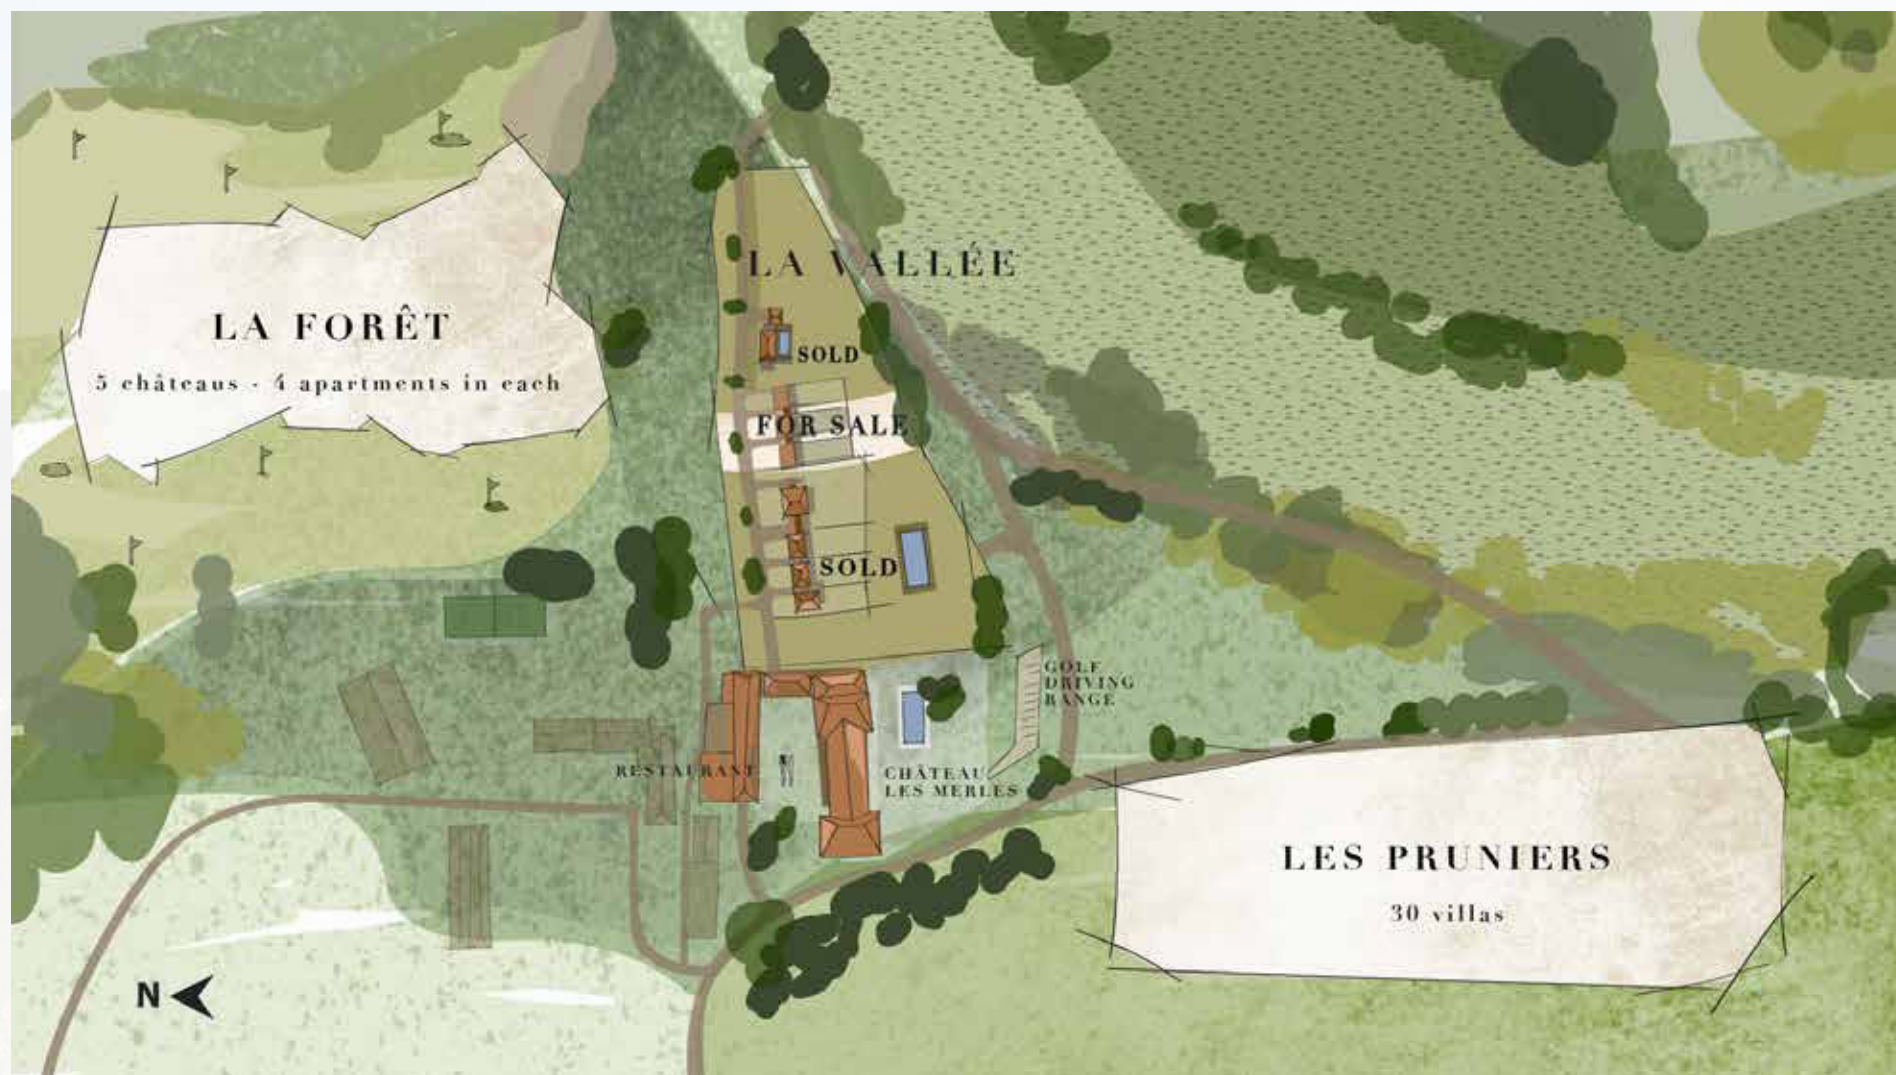 LA VALLÉE
LA FORÊT
5 châteaus - 4 apartments in each
SOLD
FOR SALE
SOLD
GOLF
DRIVING
RANGE
RESTAURANT
CHÂTEAU
LES MERLES
LES PRUNIERS
30 villas
N